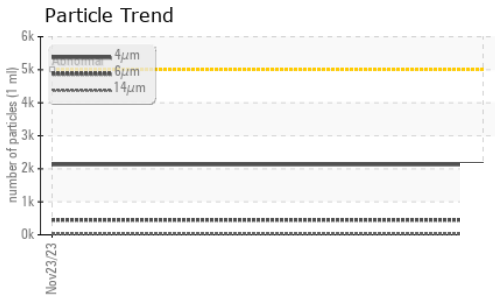 Particle Trend
number of particles (1 ml)
6k
5k
4k
3k
2k
1k
0k
Abnormal
4µm
6µm
14µm
Nov23/23